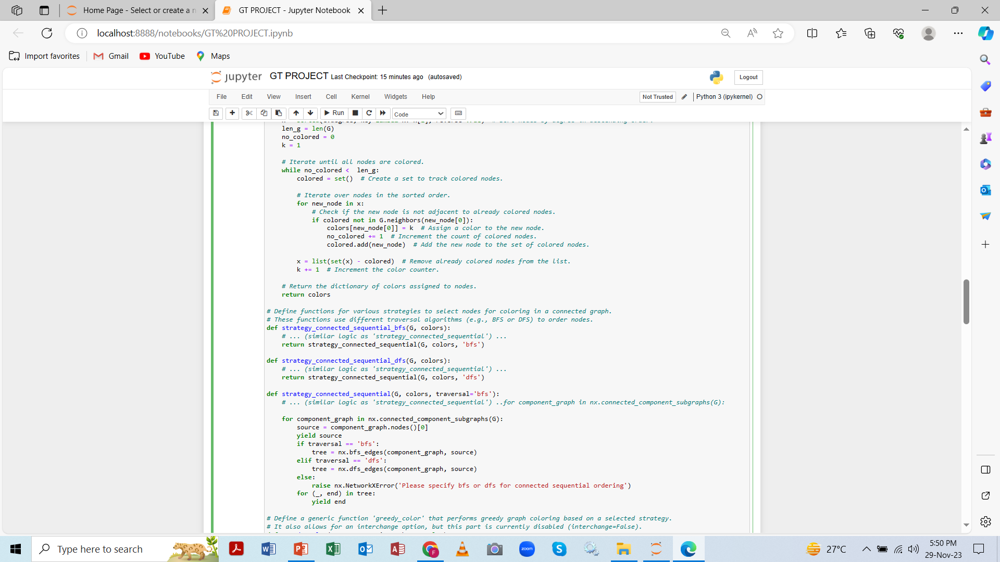 Home Page - Select or create a n
GT PROJECT - Jupyter Notebook
localhost:8888/notebooks/GT%20PROJECT.ipynb
Import favorites
Gmail
YouTube
Maps
jupyter
GT PROJECT Last Checkpoint: 15 minutes ago (autosaved)
Logout
File Edit View Insert Cell Kernel Widgets Help
Not Trusted
Python 3 (ipykernel)
Run
Code
len_g = len(G)
no_colored = 0
k = 1
# Iterate until all nodes are colored.
while no_colored <  len_g:
colored = set()  # Create a set to track colored nodes.
# Iterate over nodes in the sorted order.
for new_node in x:
# Check if the new node is not adjacent to already colored nodes.
if colored not in G.neighbors(new_node[0]):
colors[new_node[0]] = k  # Assign a color to the new node.
no_colored += 1  # Increment the count of colored nodes.
colored.add(new_node)  # Add the new node to the set of colored nodes.
x = list(set(x) - colored)  # Remove already colored nodes from the list.
k += 1  # Increment the color counter.
# Return the dictionary of colors assigned to nodes.
return colors
# Define functions for various strategies to select nodes for coloring in a connected graph.
# These functions use different traversal algorithms (e.g., BFS or DFS) to order nodes.
def strategy_connected_sequential_bfs(G, colors):
# ... (similar logic as 'strategy_connected_sequential') ...
return strategy_connected_sequential(G, colors, 'bfs')
def strategy_connected_sequential_dfs(G, colors):
# ... (similar logic as 'strategy_connected_sequential') ...
return strategy_connected_sequential(G, colors, 'dfs')
def strategy_connected_sequential(G, colors, traversal='bfs'):
# ... (similar logic as 'strategy_connected_sequential') ..for component_graph in nx.connected_component_subgraphs(G):
for component_graph in nx.connected_component_subgraphs(G):
source = component_graph.nodes()[0]
yield source
if traversal == 'bfs':
tree = nx.bfs_edges(component_graph, source)
elif traversal == 'dfs':
tree = nx.dfs_edges(component_graph, source)
else:
raise nx.NetworkXError('Please specify bfs or dfs for connected sequential ordering')
for (_, end) in tree:
yield end
# Define a generic function 'greedy_color' that performs greedy graph coloring based on a selected strategy.
# It also allows for an interchange option, but this part is currently disabled (interchange=False).
Type here to search
zoom
27°C
5:50 PM
29-Nov-23